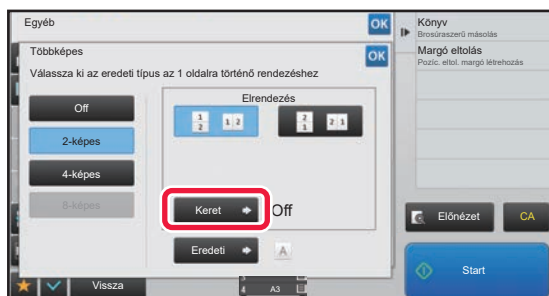 Egyéb
OK
Többképes
OK
Válassza ki az eredeti típus az 1 oldalra történő rendezéshez
Off
2-képes
4-képes
8-képes
Elrendezés
1 2 1 2
2 1 2 1
Keret
Off
Eredeti
A
Vissza
4 A3
Könyv
Brosúraszerű másolás
Margó eltolás
Pozíc. eltol. margó létrehozás
Előnézet
CA
Start